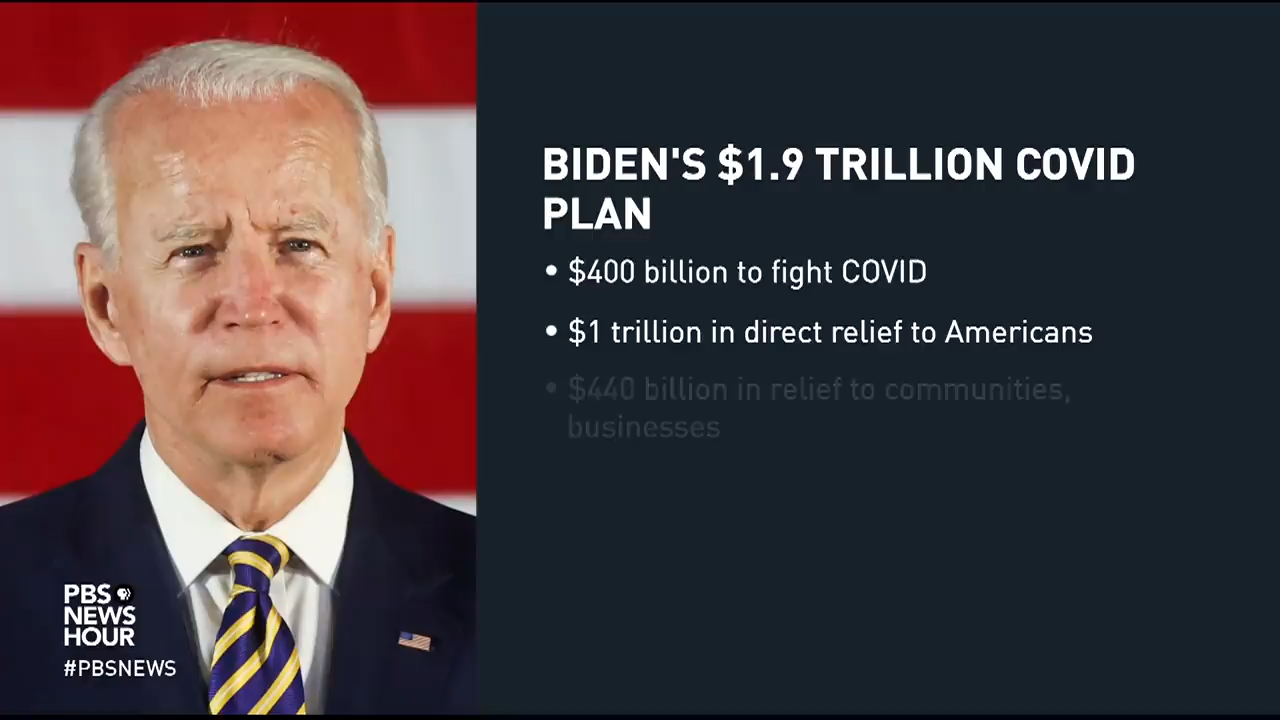 BIDEN'S $1.9 TRILLION COVID
PLAN
• $400 billion to fight COVID
• $1 trillion in direct relief to Americans
• $440 billion in relief to communities,
businesses
PBS
NEWS
HOUR
#PBSNEWS